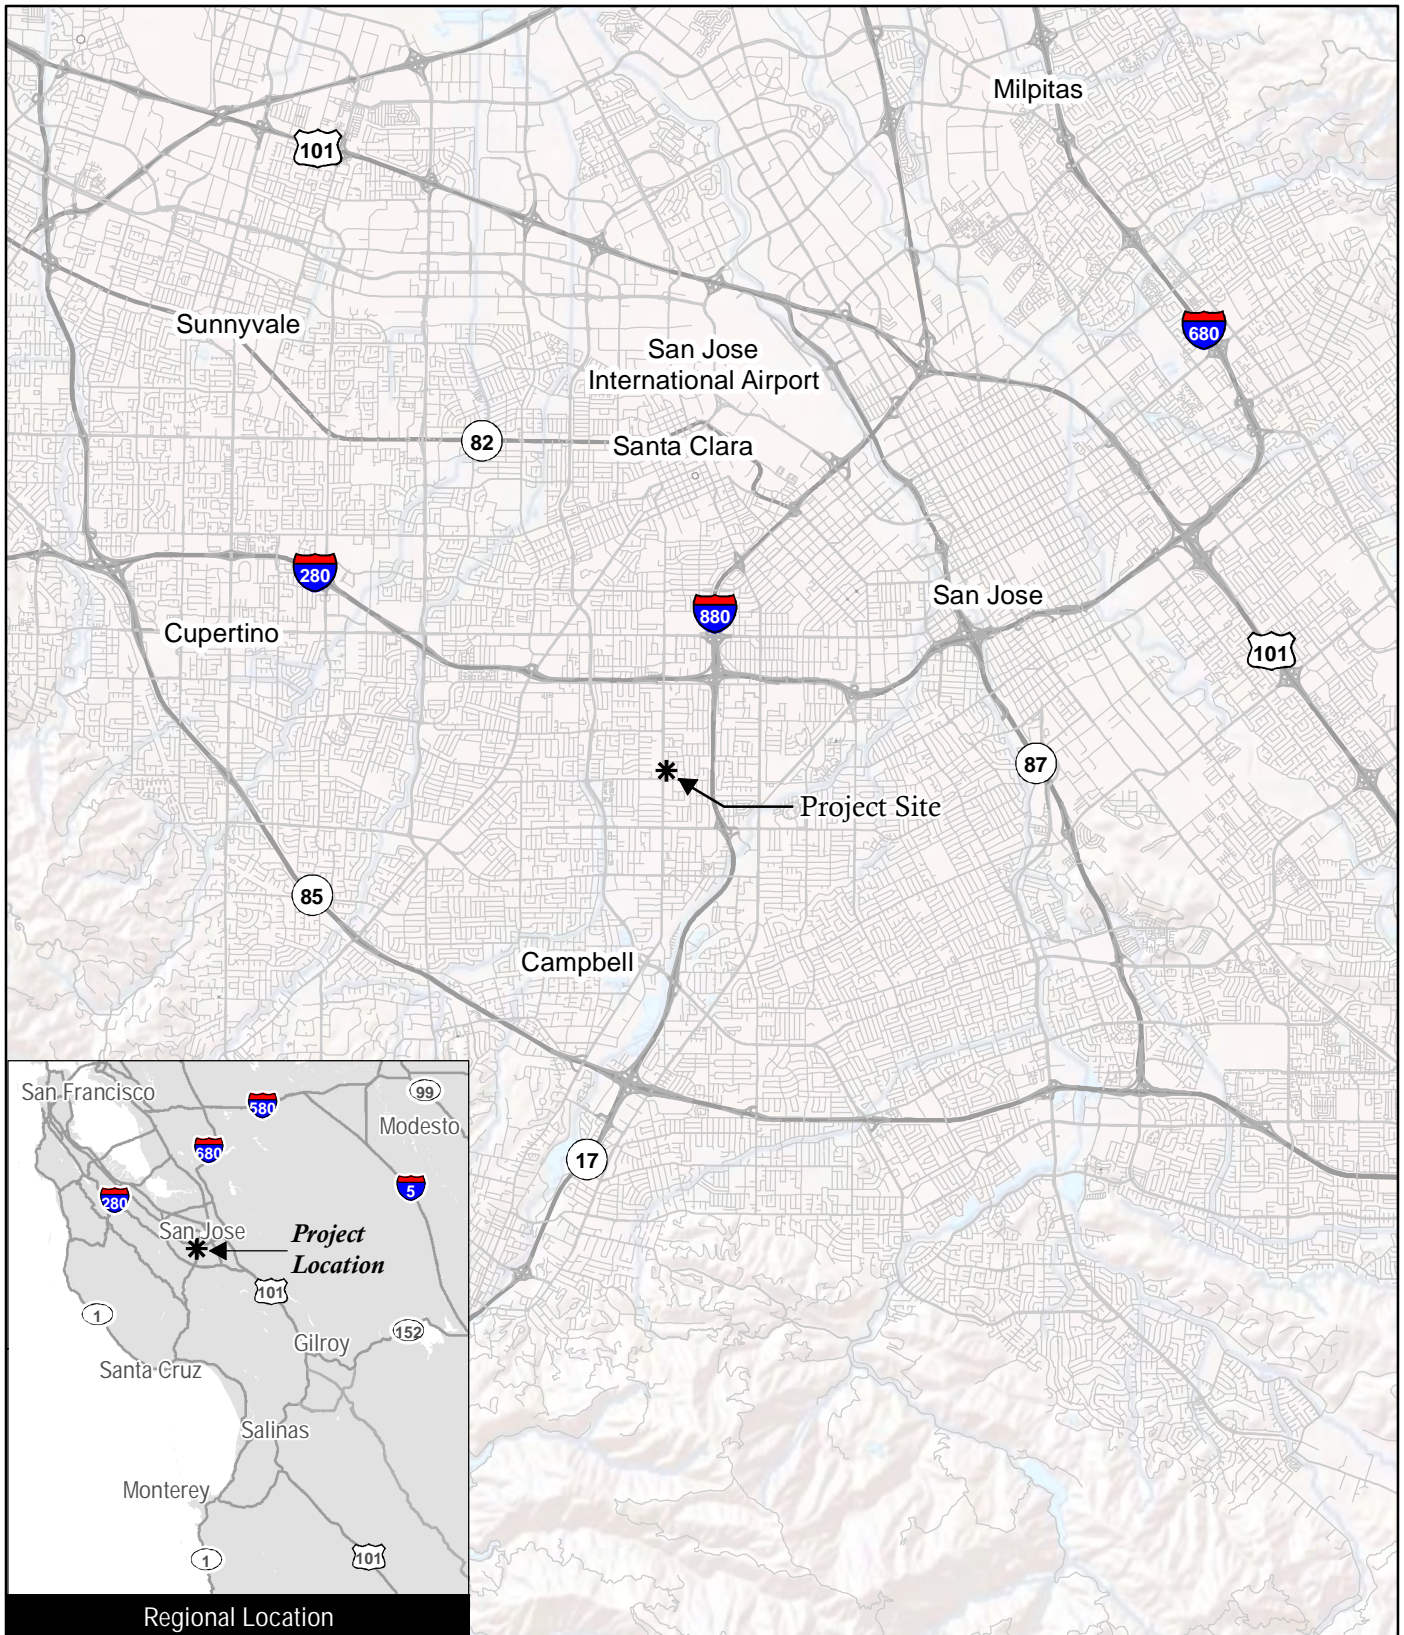 Milpitas
101
Sunnyvale
680
San Jose
International Airport
82
Santa Clara
280
San Jose
880
Cupertino
101
87
Project Site
85
Campbell
17
San Francisco
99
580
Modesto
680
5
280
San Jose
Project
Location
101
1
152
Gilroy
Santa Cruz
Salinas
Monterey
1
101
Regional Location